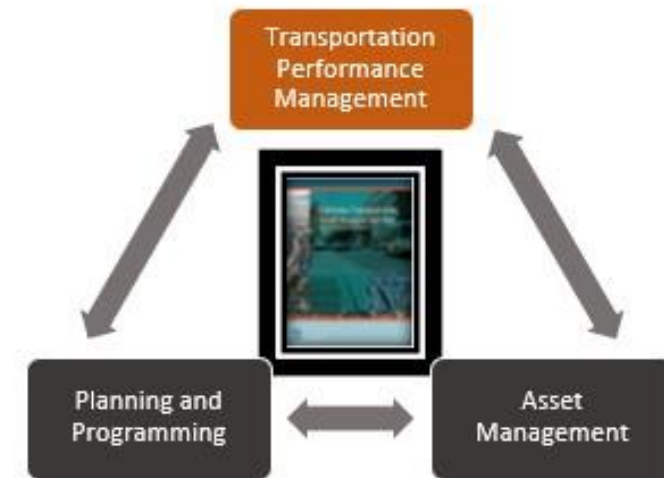 Transportation
Performance
Management
Planning and
Programming
Asset
Management